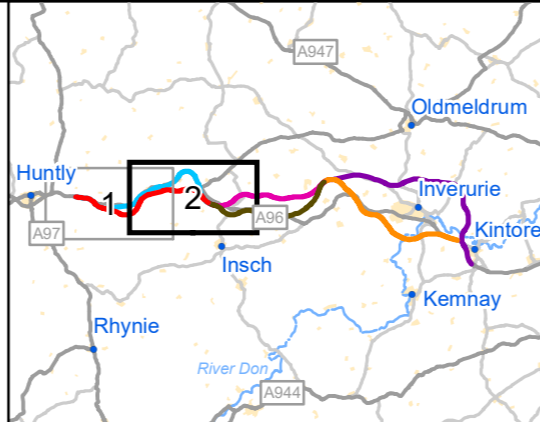 A947
Oldmeldrum
Huntly
1
2
Inverurie
A96
A97
Kintore
Insch
Kemnay
Rhynie
River Don
A944